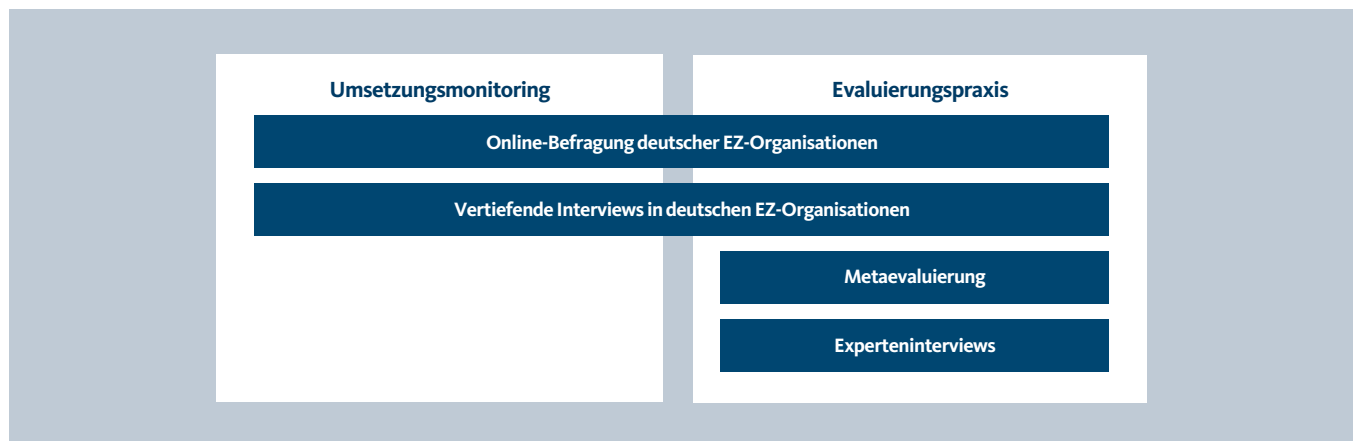 Umsetzungsmonitoring
Evaluierungspraxis
Online-Befragung deutscher EZ-Organisationen
Vertiefende Interviews in deutschen EZ-Organisationen
Metaevaluierung
Experteninterviews